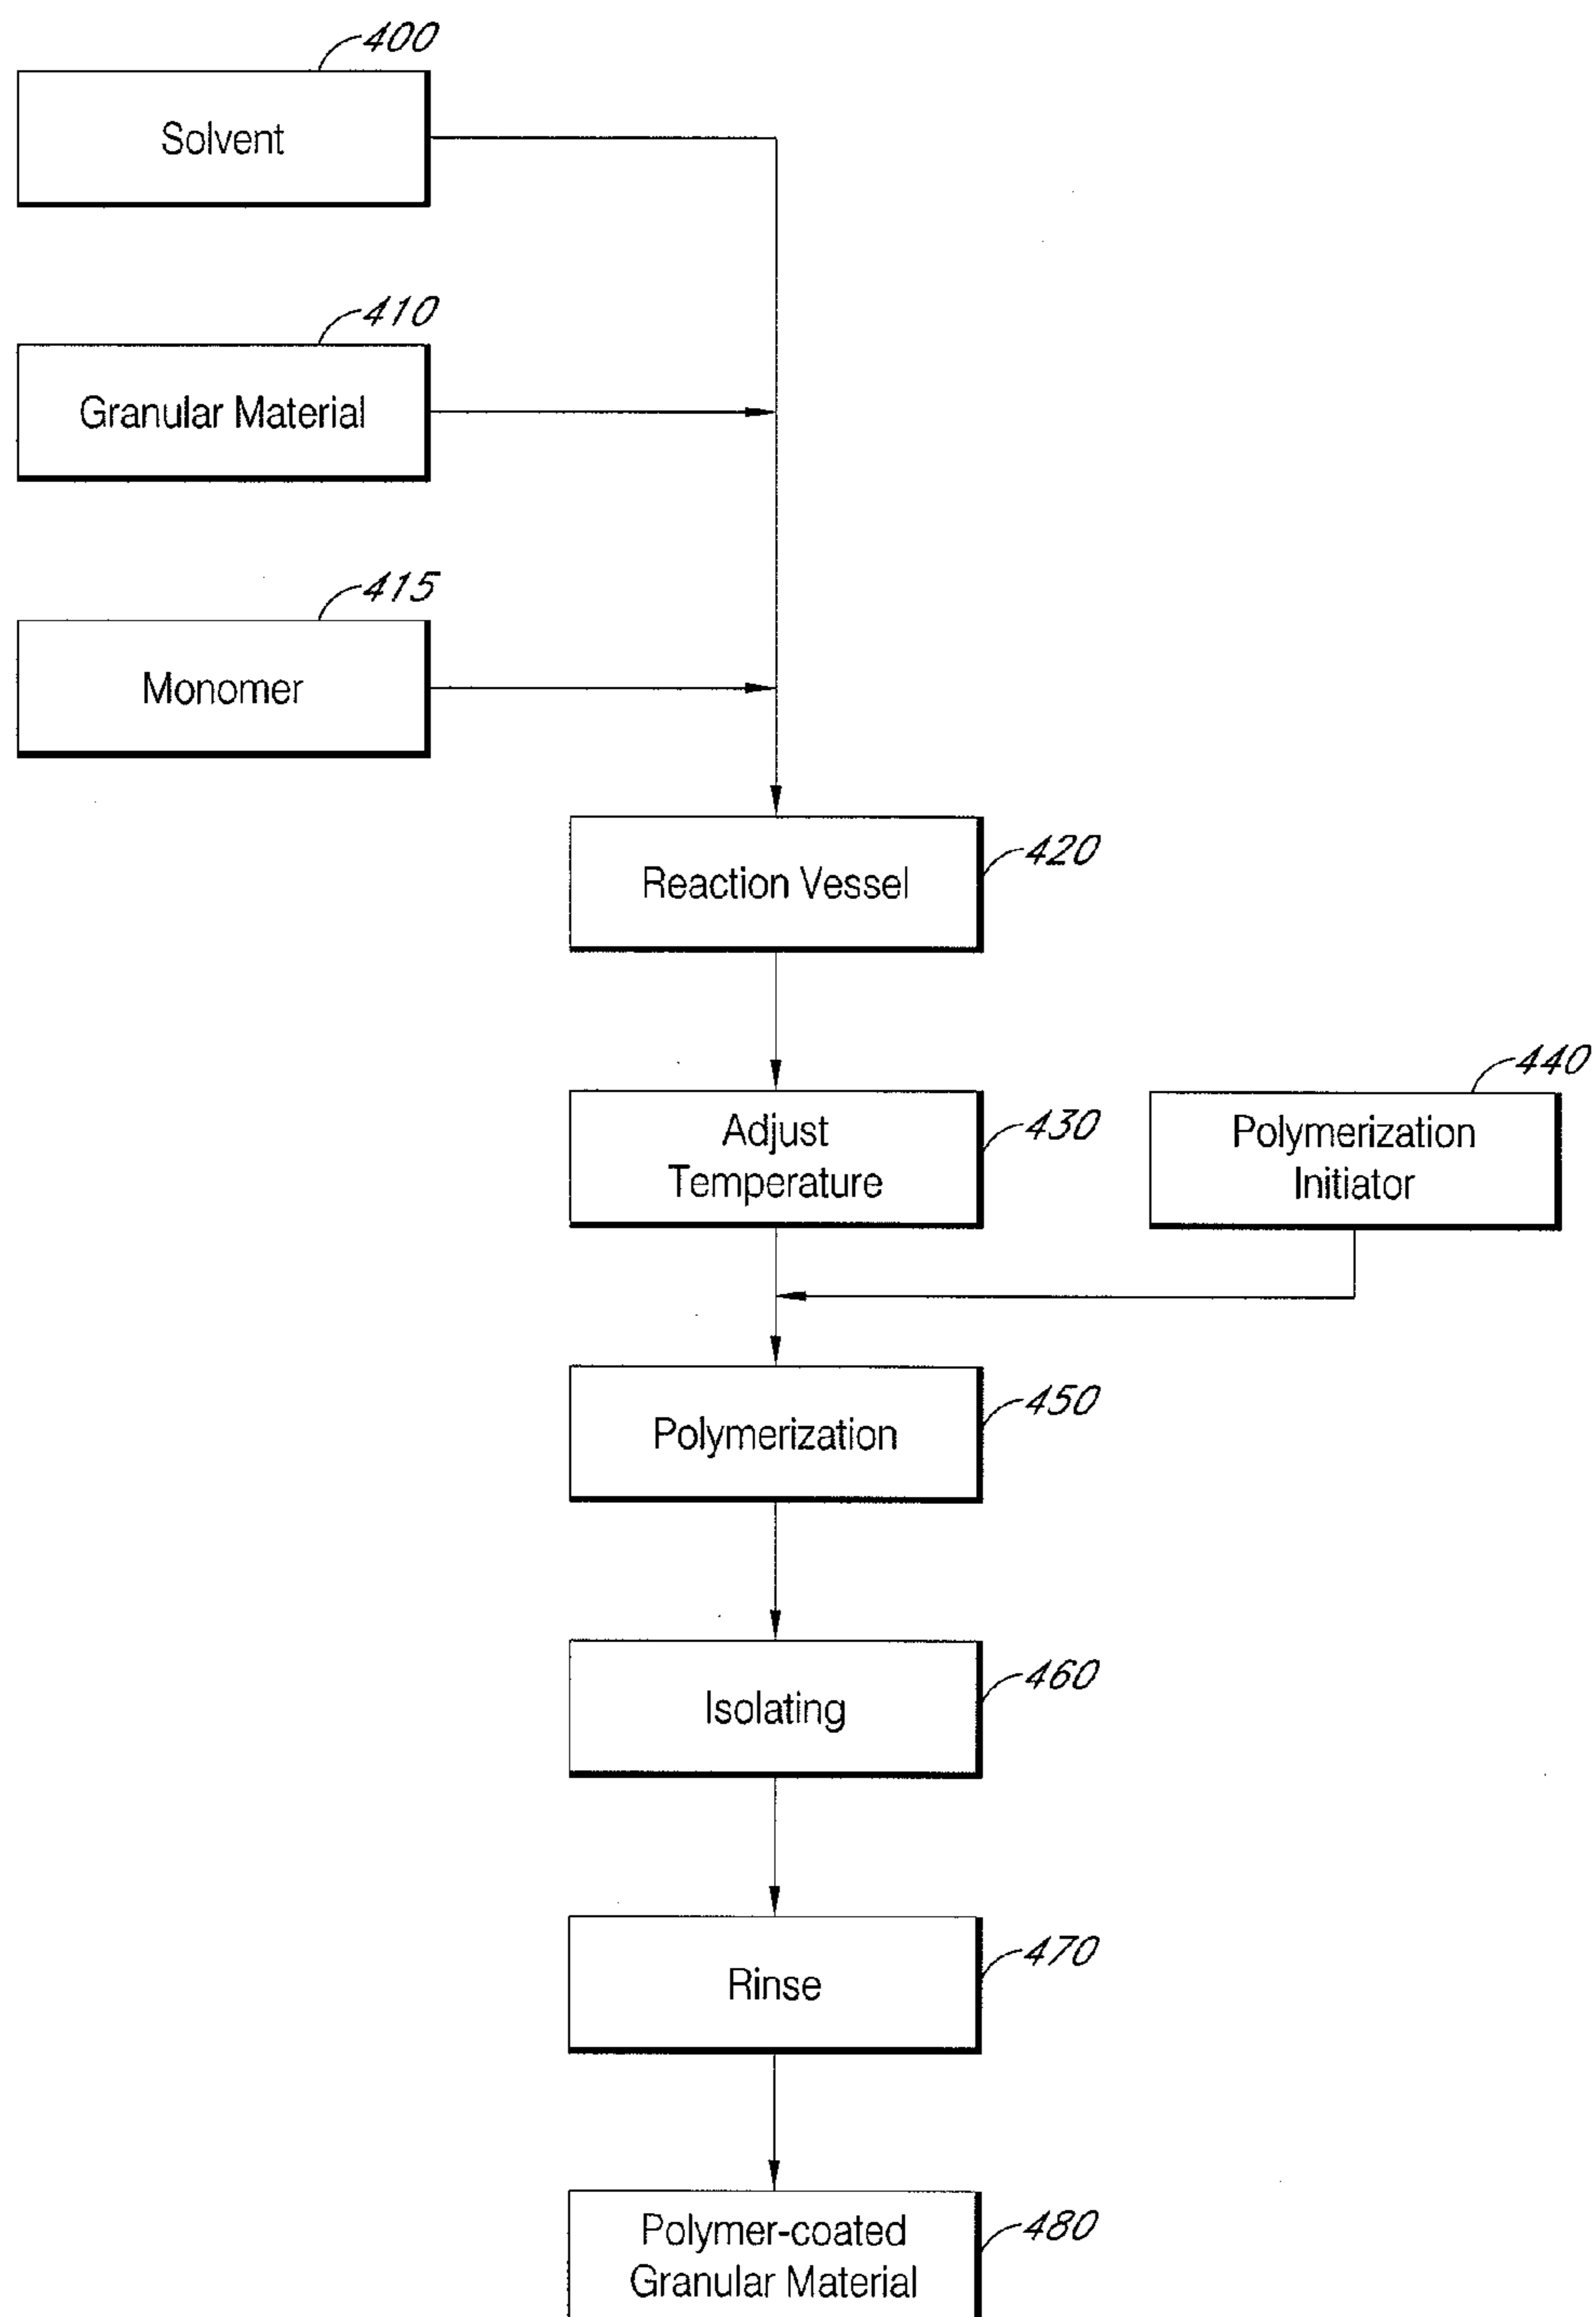 400
Solvent
410
Granular Material
415
Monomer
420
Reaction Vessel
430
Adjust
Temperature
440
Polymerization
Initiator
450
Polymerization
460
Isolating
470
Rinse
480
Polymer-coated
Granular Material